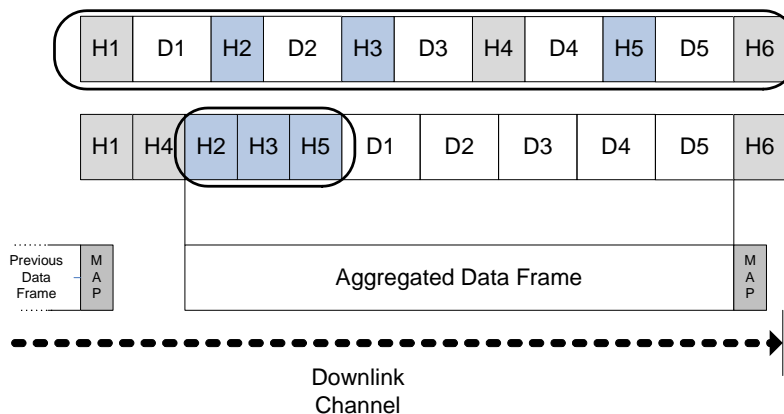 H1 D1 H2 D2 H3 D3 H4 D4 H5 D5 H6
H1 H4 H2 H3 H5 D1 D2 D3 D4 D5 H6
Previous
Data
Frame
M
A
P
Aggregated Data Frame
M
A
P
Downlink
Channel